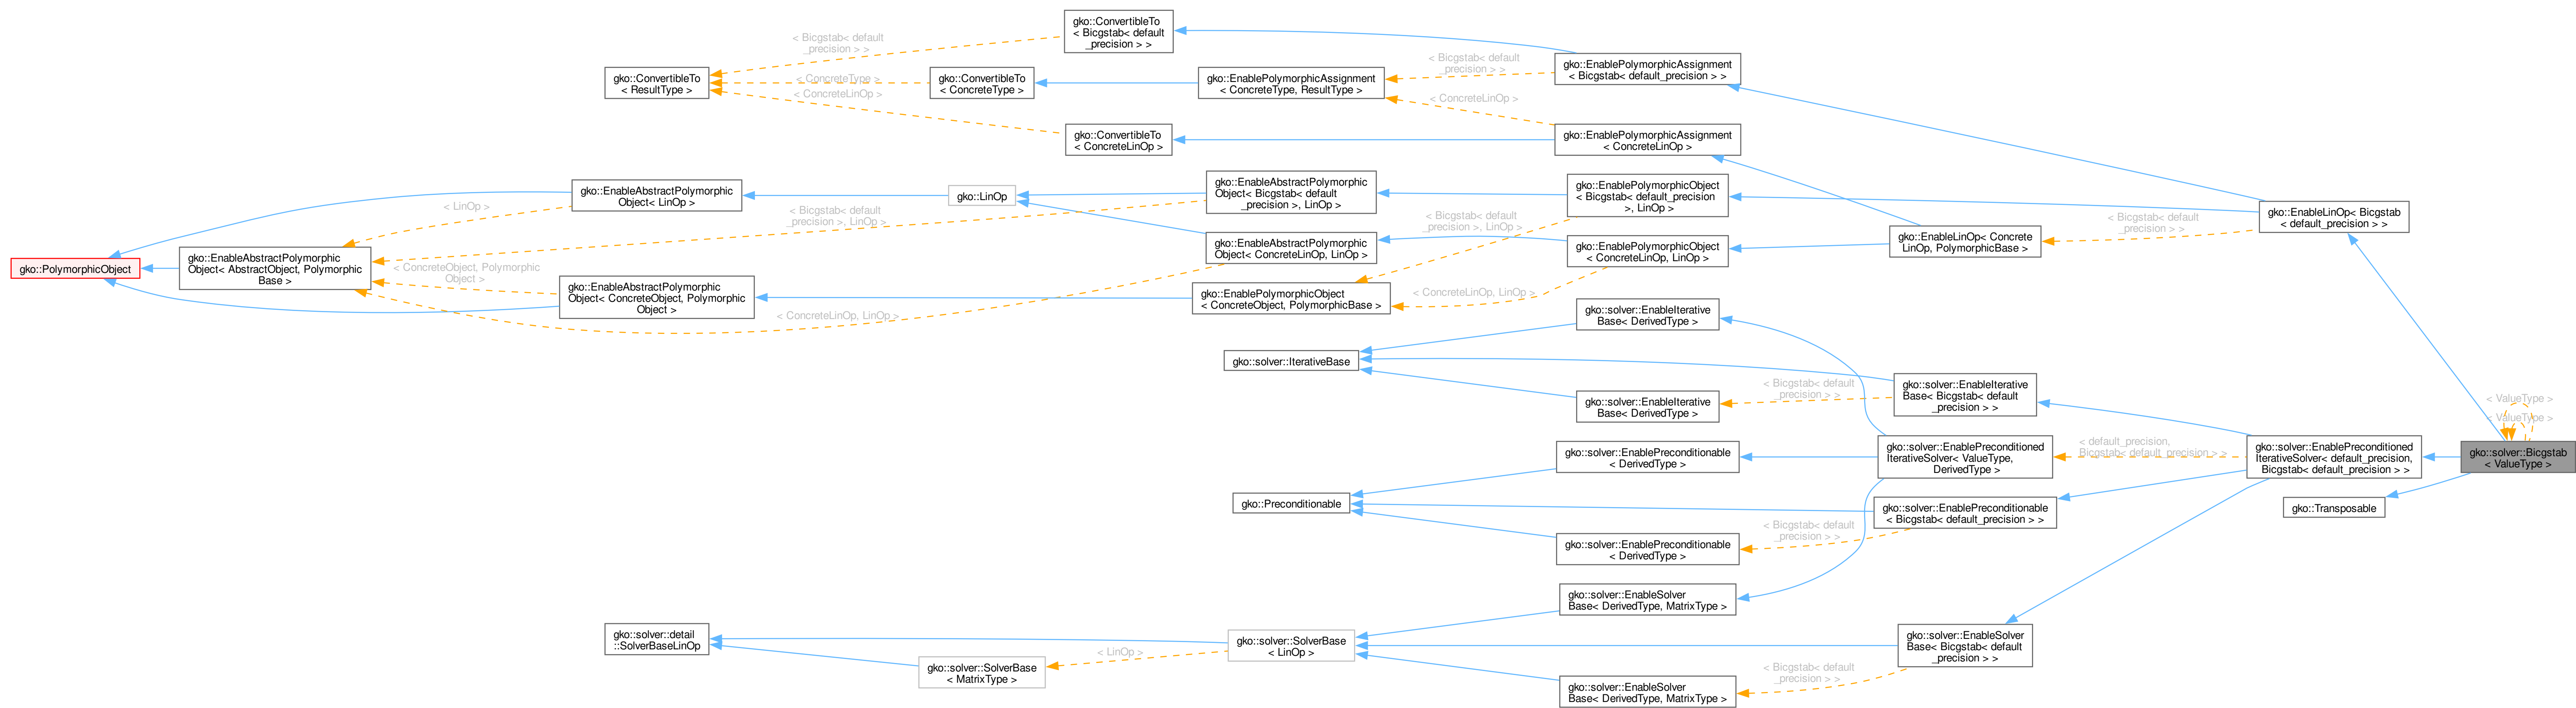 gko::ConvertibleTo
< Bicgstab< default
_precision > >
< Bicgstab< default
_precision > >
gko::ConvertibleTo
< ResultType >
< ConcreteType >
gko::ConvertibleTo
< ConcreteType >
< ConcreteLinOp >
gko::EnablePolymorphicAssignment
< ConcreteType, ResultType >
< Bicgstab< default
_precision > >
gko::EnablePolymorphicAssignment
< Bicgstab< default_precision > >
< ConcreteLinOp >
gko::ConvertibleTo
< ConcreteLinOp >
gko::EnablePolymorphicAssignment
< ConcreteLinOp >
gko::EnableAbstractPolymorphic
Object< LinOp >
gko::LinOp
gko::EnableAbstractPolymorphic
Object< Bicgstab< default
_precision >, LinOp >
gko::EnablePolymorphicObject
< Bicgstab< default_precision
>, LinOp >
gko::EnableLinOp< Bicgstab
< default_precision > >
< LinOp >
< Bicgstab< default
_precision >, LinOp >
< Bicgstab< default
_precision >, LinOp >
< Bicgstab< default
_precision > >
gko::PolymorphicObject
gko::EnableAbstractPolymorphic
Object< AbstractObject, Polymorphic
Base >
< ConcreteObject, Polymorphic
Object >
gko::EnableAbstractPolymorphic
Object< ConcreteLinOp, LinOp >
gko::EnablePolymorphicObject
< ConcreteLinOp, LinOp >
gko::EnableLinOp< Concrete
LinOp, PolymorphicBase >
gko::EnableAbstractPolymorphic
Object< ConcreteObject, Polymorphic
Object >
< ConcreteLinOp, LinOp >
gko::EnablePolymorphicObject
< ConcreteObject, PolymorphicBase >
< ConcreteLinOp, LinOp >
gko::solver::EnableIterative
Base< DerivedType >
gko::solver::IterativeBase
gko::solver::EnableIterative
Base< DerivedType >
< Bicgstab< default
_precision > >
gko::solver::EnableIterative
Base< Bicgstab< default
_precision > >
< ValueType >
< ValueType >
gko::solver::EnablePreconditionable
< DerivedType >
gko::solver::EnablePreconditioned
IterativeSolver< ValueType,
DerivedType >
< default_precision,
Bicgstab< default_precision > >
gko::solver::EnablePreconditioned
IterativeSolver< default_precision,
Bicgstab< default_precision > >
gko::solver::Bicgstab
< ValueType >
gko::Preconditionable
gko::solver::EnablePreconditionable
< Bicgstab< default_precision > >
gko::Transposable
< Bicgstab< default
_precision > >
gko::solver::EnablePreconditionable
< DerivedType >
gko::solver::EnableSolver
Base< DerivedType, MatrixType >
gko::solver::detail
::SolverBaseLinOp
gko::solver::SolverBase
< LinOp >
gko::solver::EnableSolver
Base< Bicgstab< default
_precision > >
< LinOp >
gko::solver::SolverBase
< MatrixType >
< Bicgstab< default
_precision > >
gko::solver::EnableSolver
Base< DerivedType, MatrixType >